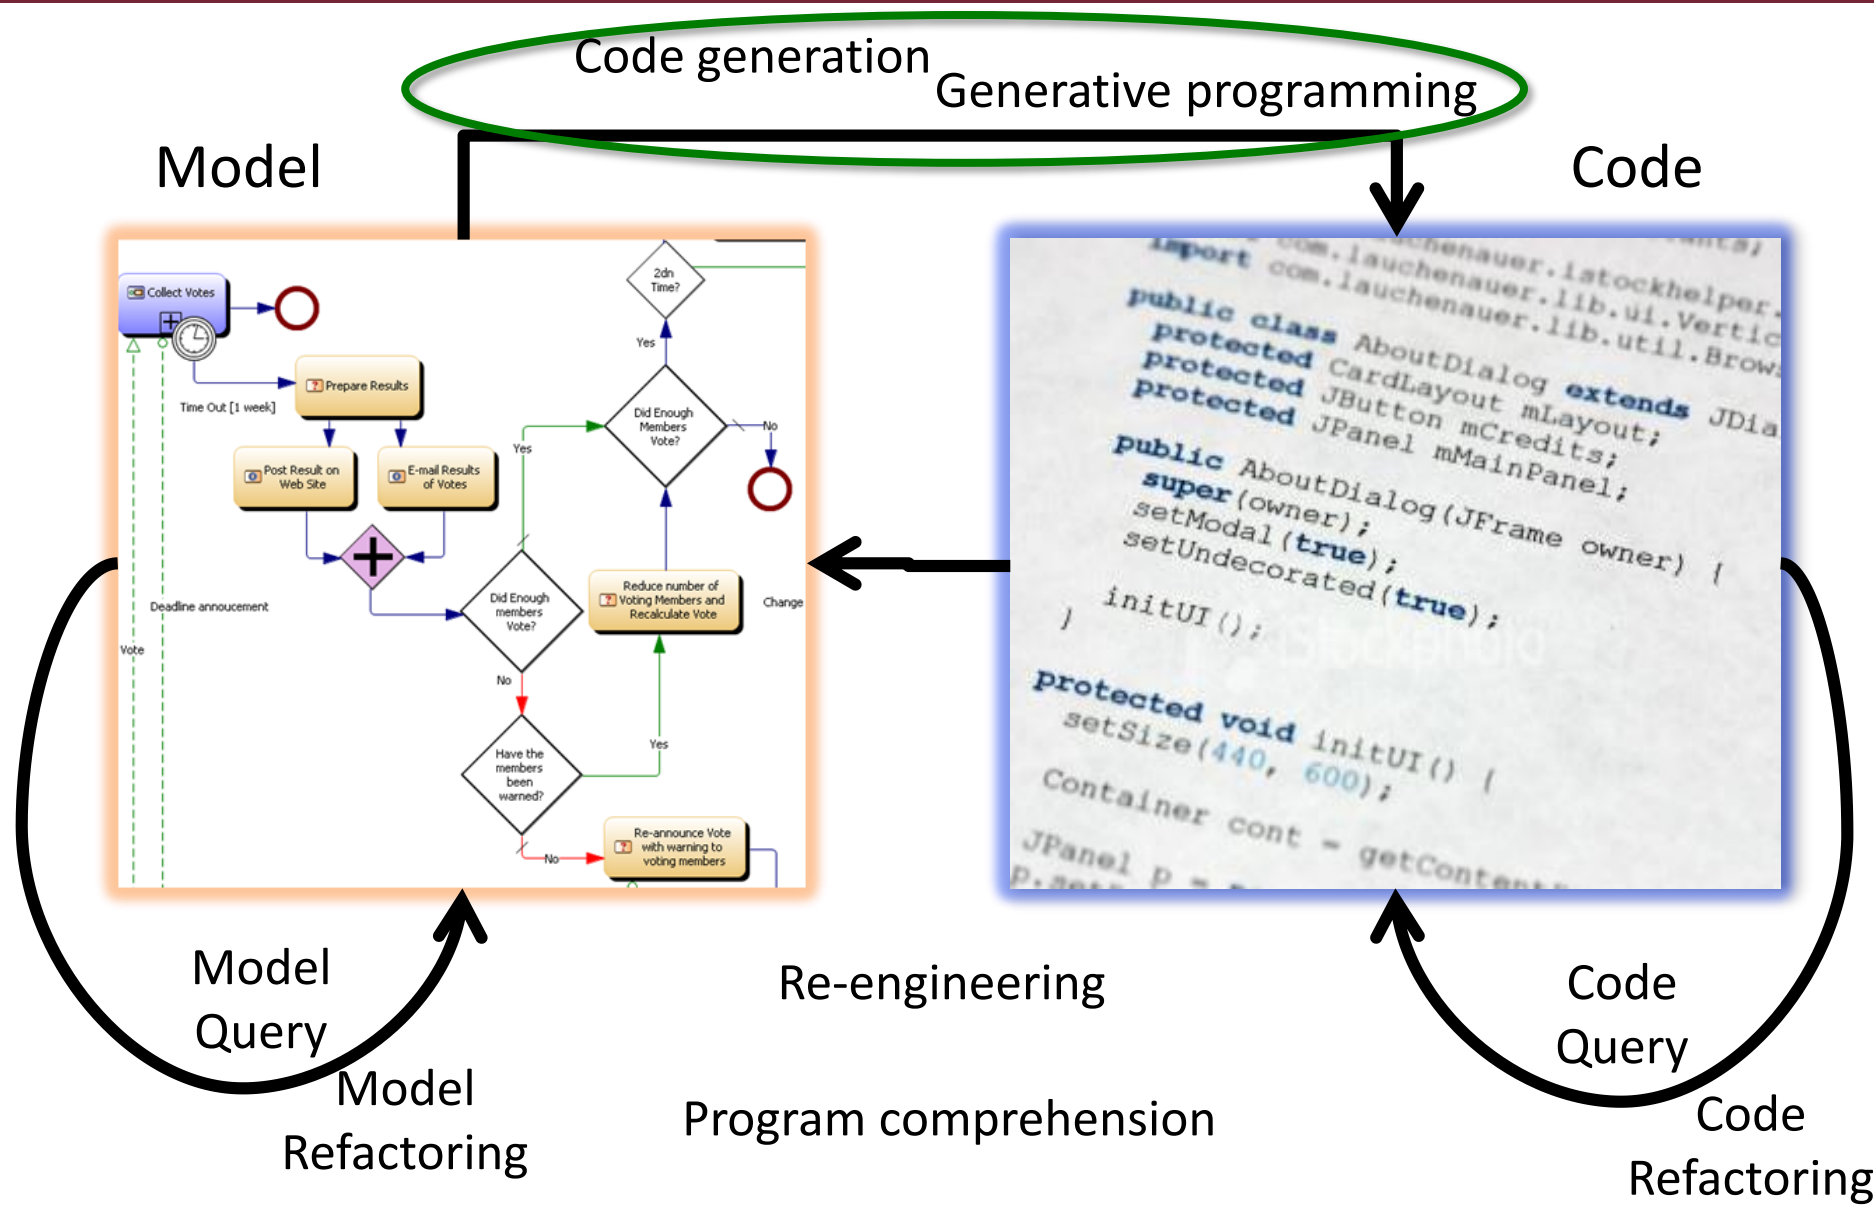 Code generation
Generative programming
Model
Code
Collect Votes
Time Out [1 week]
Prepare Results
Post Result on
Web Site
E-mail Results
of Votes
Deadline annoucement
Vote
2dn
Time?
Yes
Did Enough
Members
Vote?
No
Yes
Did Enough
members
Vote?
Reduce number of
Voting Members and
Recalculate Vote
Change
No
Have the
members
been
warned?
Yes
No
Re-announce Vote
with warning to
voting members
com.lauchenauer.istockhelper.
import com.lauchenauer.lib.ui.Vertic
com.lauchenauer.lib.util.Brow
public class AboutDialog extends JDia
protected CardLayout mLayout;
protected JButton mCredits;
protected JPanel mMainPanel;
public AboutDialog(JFrame owner) {
super(owner);
setModal(true);
setUndecorated(true);
initUI();
}
protected void initUI() {
setSize(440, 600);
Container cont = getContent
JPanel p =
p.set
Model
Query
Model
Refactoring
Re-engineering
Program comprehension
Code
Query
Code
Refactoring